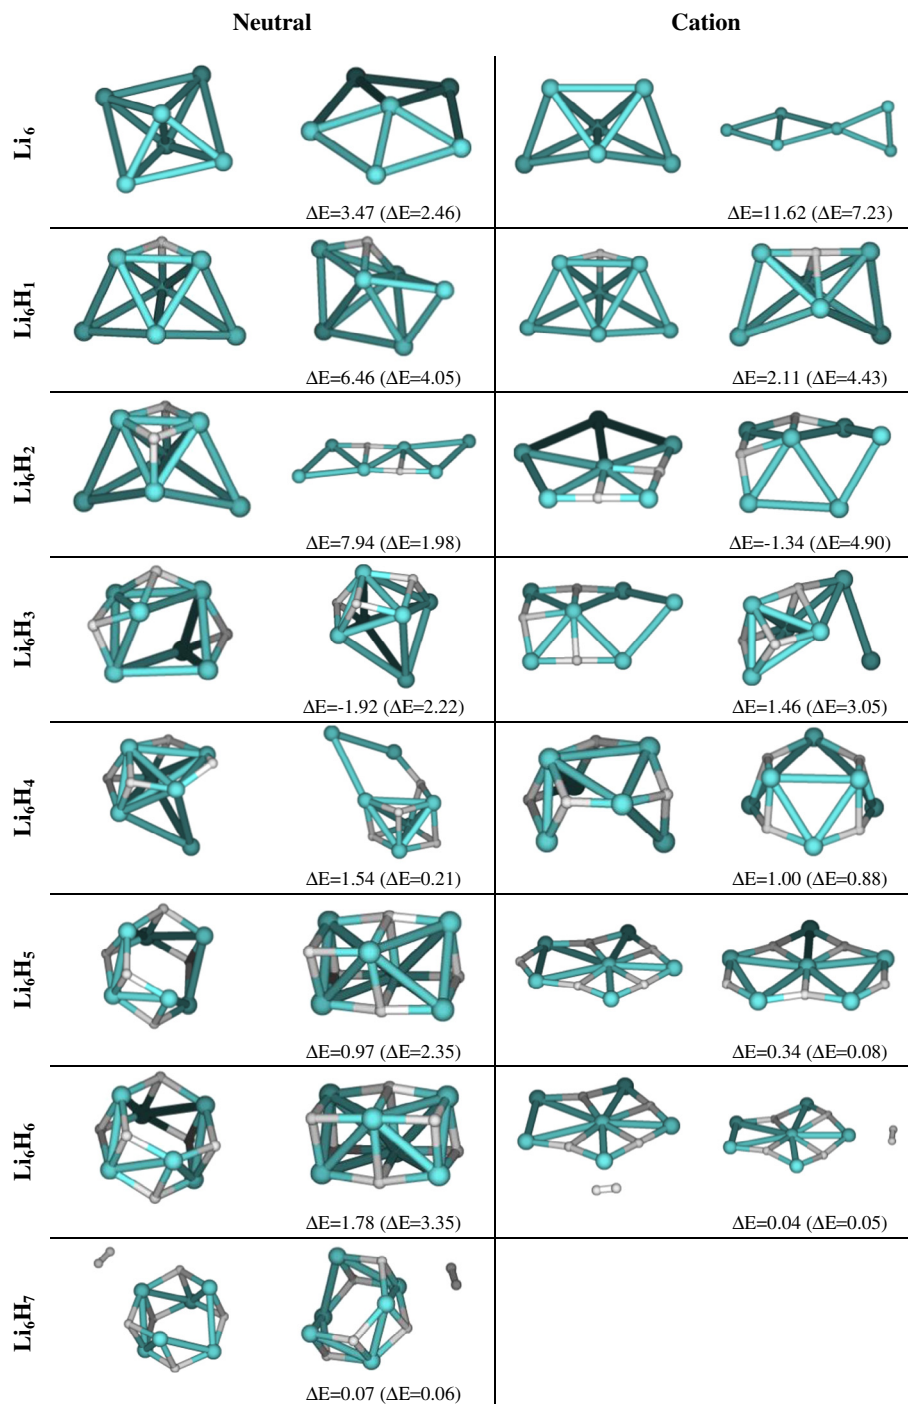 Neutral Cation
Li6
ΔE=3.47 (ΔE=2.46) ΔE=11.62 (ΔE=7.23)
Li6H1
ΔE=6.46 (ΔE=4.05) ΔE=2.11 (ΔE=4.43)
Li6H2
ΔE=7.94 (ΔE=1.98) ΔE=-1.34 (ΔE=4.90)
Li6H3
ΔE=-1.92 (ΔE=2.22) ΔE=1.46 (ΔE=3.05)
Li6H4
ΔE=1.54 (ΔE=0.21) ΔE=1.00 (ΔE=0.88)
Li6H5
ΔE=0.97 (ΔE=2.35) ΔE=0.34 (ΔE=0.08)
Li6H6
ΔE=1.78 (ΔE=3.35) ΔE=0.04 (ΔE=0.05)
Li6H7
ΔE=0.07 (ΔE=0.06)